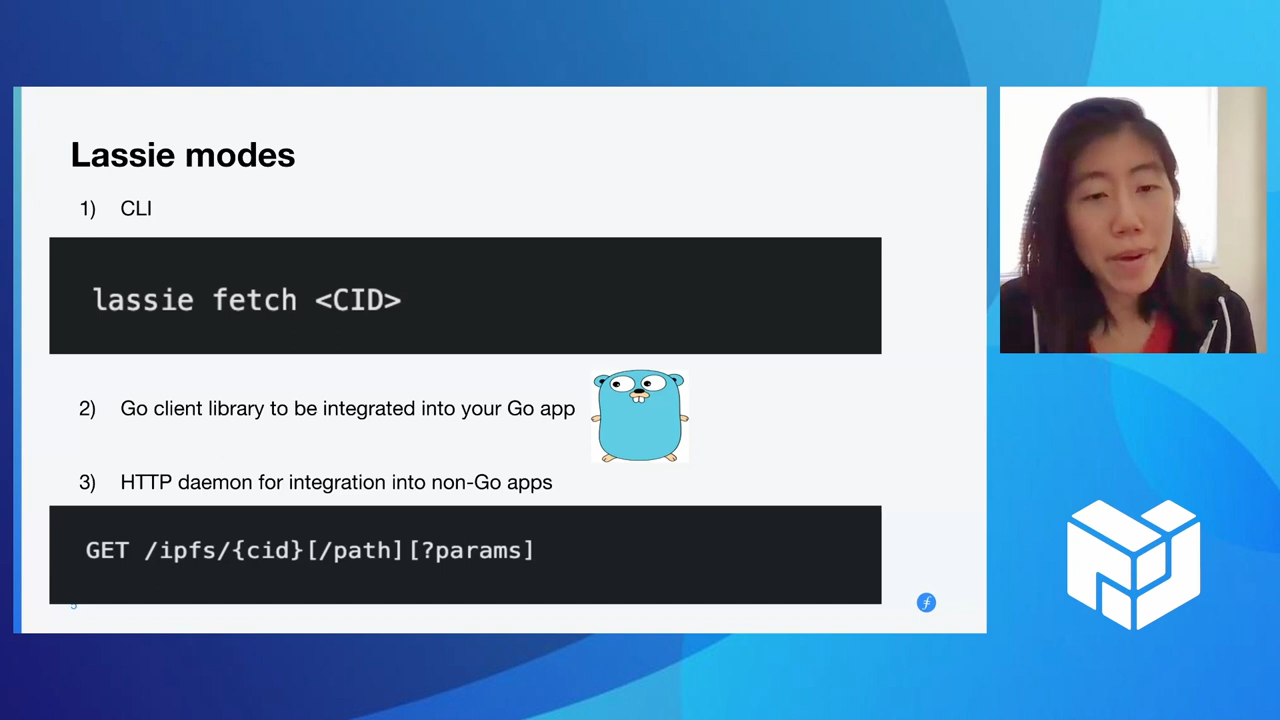 Lassie modes
1) CLI
lassie fetch <CID>
2) Go client library to be integrated into your Go app
3) HTTP daemon for integration into non-Go apps
GET /ipfs/{cid}[/path][?params]
5